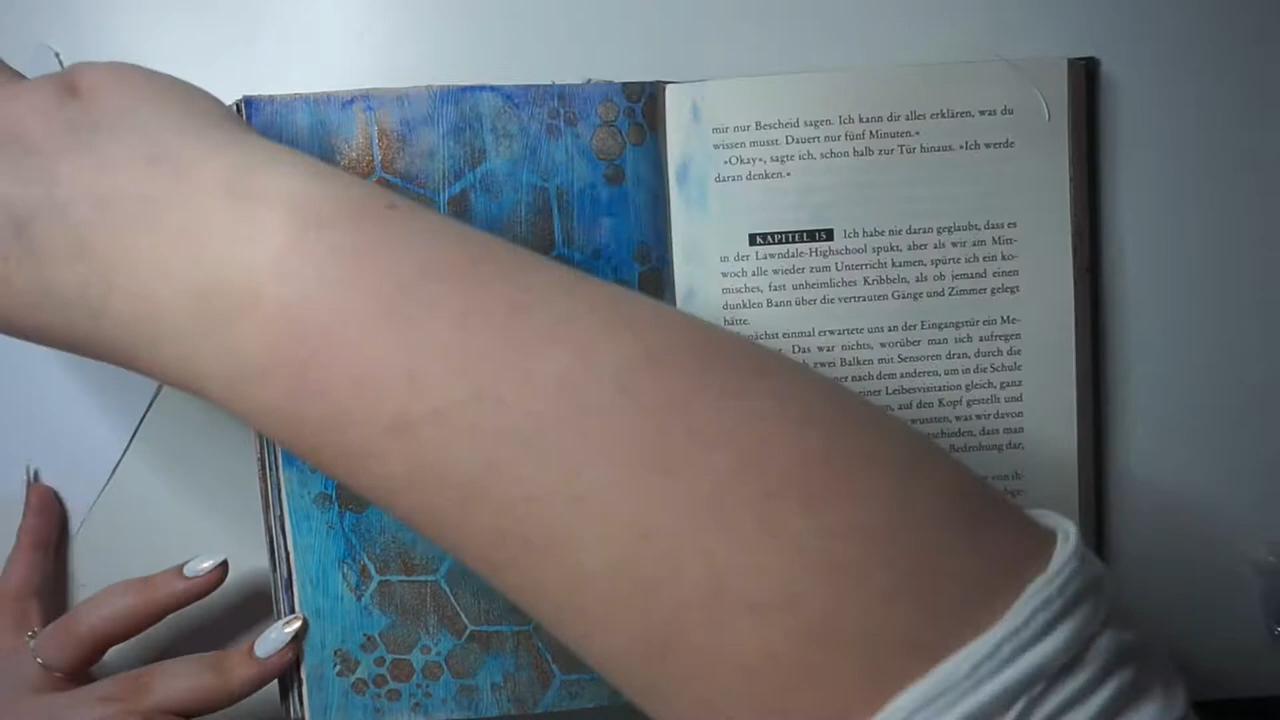 mir nur Bescheid sagen. Ich kann dir alles erklären, was du
wissen musst. Dauert nur fünf Minuten.«
»Okay«, sagte ich, schon halb zur Tür hinaus. »Ich werde
daran denken.«
KAPITEL 15 Ich habe nie daran geglaubt, dass es
in der Lawndale-Highschool spukt, aber als wir am Mitt-
woch alle wieder zum Unterricht kamen, spürte ich ein ko-
misches, fast unheimliches Kribbeln, als ob jemand einen
dunklen Bann über die vertrauten Gänge und Zimmer gelegt
hätte.
einmal erwartete uns an der Eingangstür ein Me-
Das war nichts, worüber man sich aufregen
zwei Balken mit Sensoren dran, durch die
nach dem anderen, um in die Schule
einer Leibesvisitation gleich, ganz
auf den Kopf gestellt und
wussten, was wir davon
dass man
Bedrohung dar,
von ih-